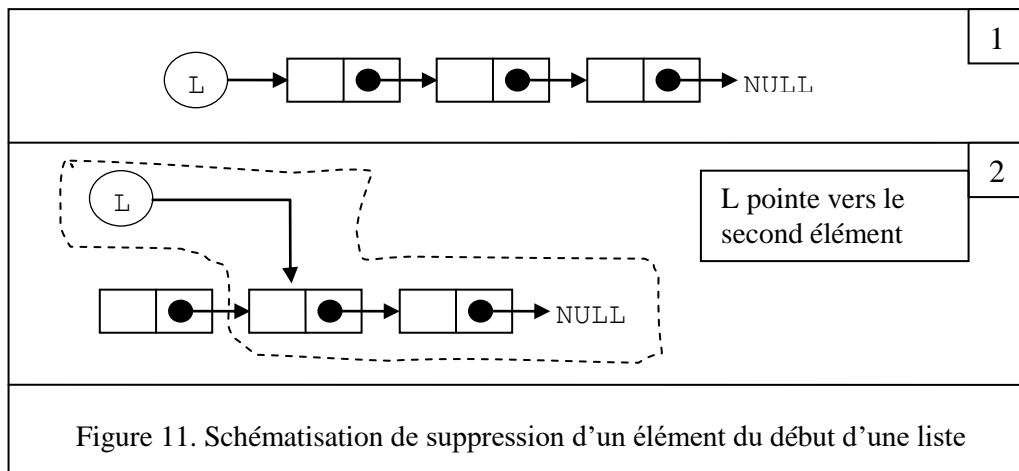 1
L
NULL
2
L
L pointe vers le
second élément
NULL
Figure 11. Schématisation de suppression d'un élément du début d'une liste